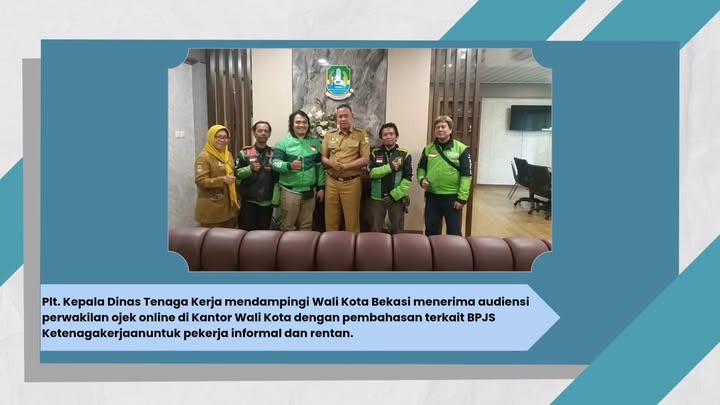 Plt. Kepala Dinas Tenaga Kerja mendampingi Wali Kota Bekasi menerima audiensi
perwakilan ojek online di Kantor Wali Kota dengan pembahasan terkait BPJS
Ketenagakerjaanuntuk pekerja informal dan rentan.